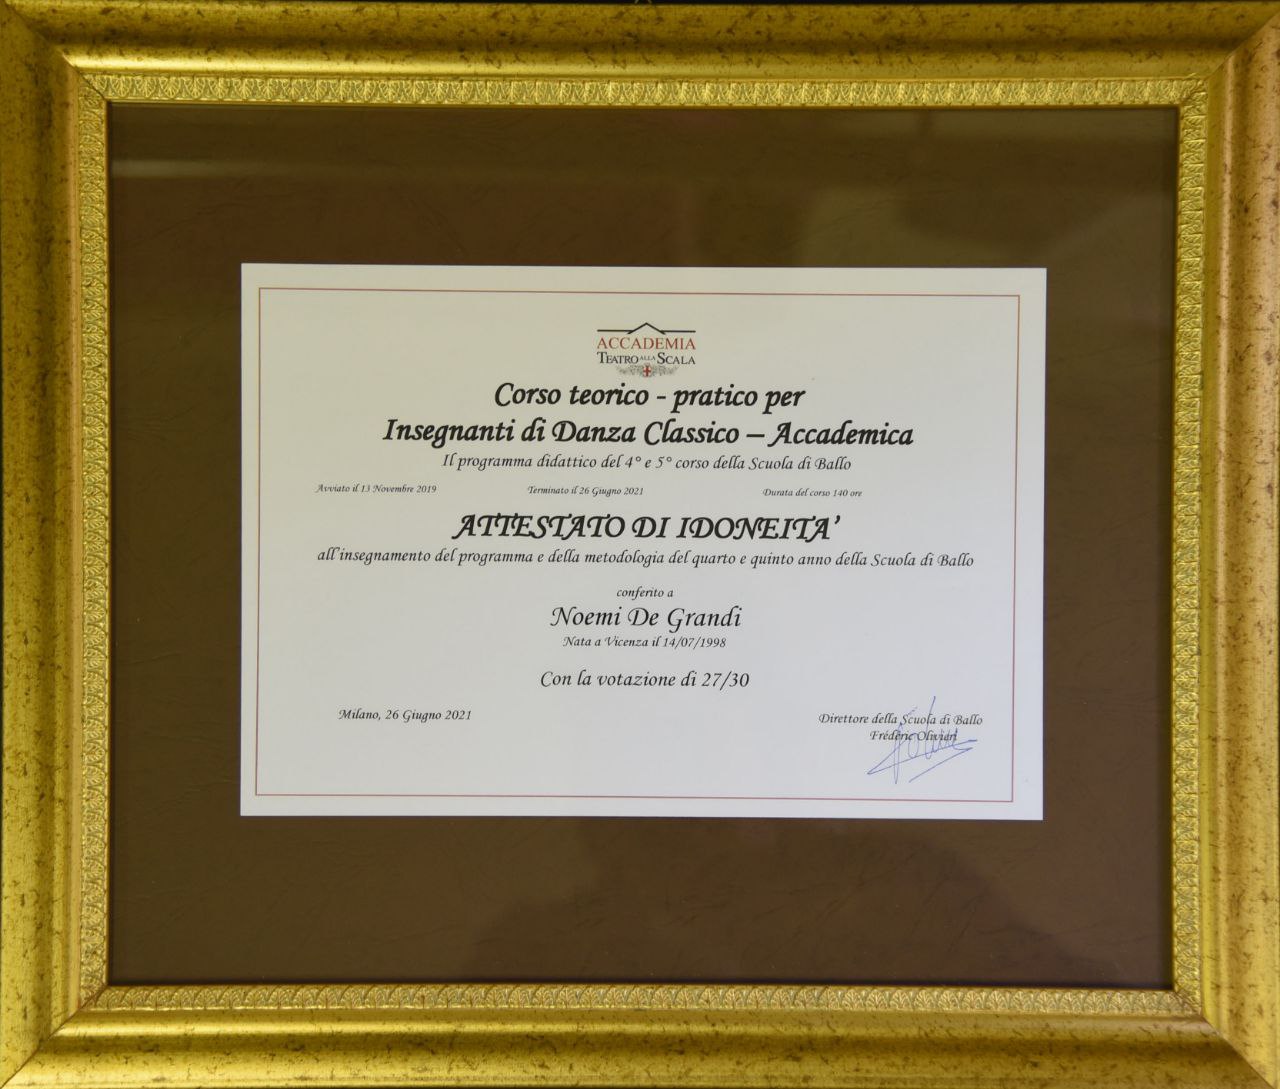 ACCADEMIA
TEATRO ALLA SCALA
Corso teorico - pratico per
Insegnanti di Danza Classico – Accademica
Il programma didattico del 4° e 5° corso della Scuola di Ballo
Avviato il 13 Novembre 2019 Terminato il 26 Giugno 2021 Durata del corso 140 ore
ATTESTATO DI IDONEITA’
all'insegnamento del programma e della metodologia del quarto e quinto anno della Scuola di Ballo
conferito a
Noemi De Grandi
Nata a Vicenza il 14/07/1998
Con la votazione di 27/30
Milano, 26 Giugno 2021
Direttore della Scuola di Ballo
Frédéric Olivieri